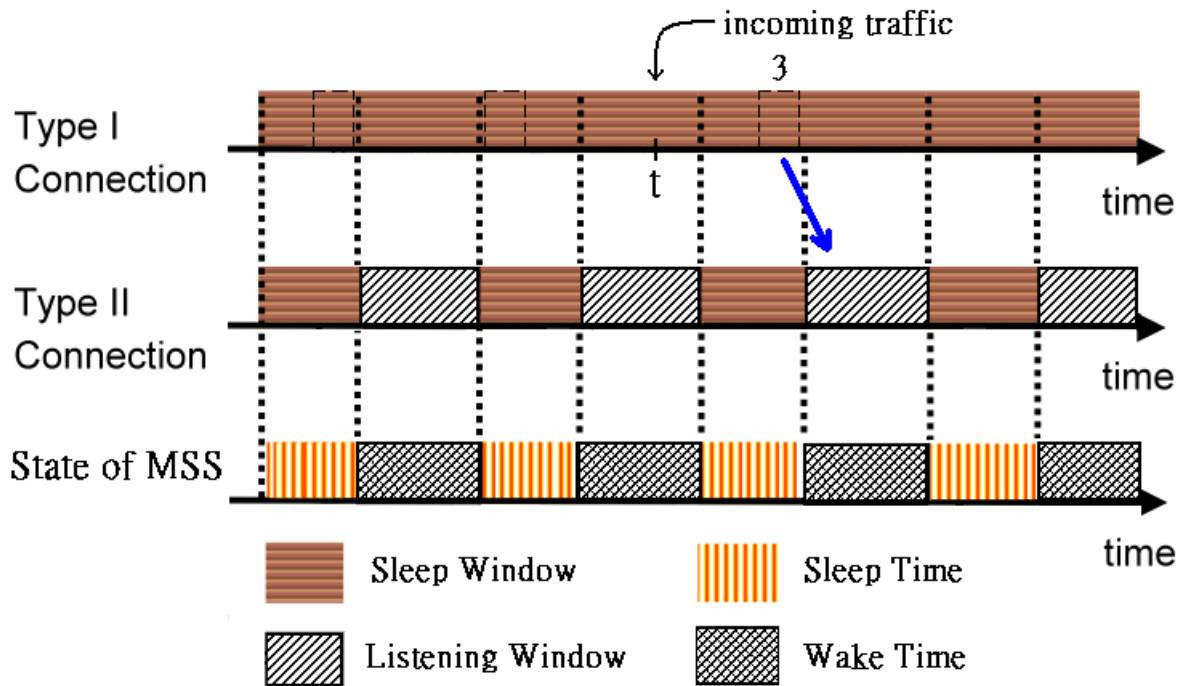 incoming traffic
3
Type I
Connection
t
time
Type II
Connection
time
State of MSS
time
Sleep Window
Sleep Time
Listening Window
Wake Time